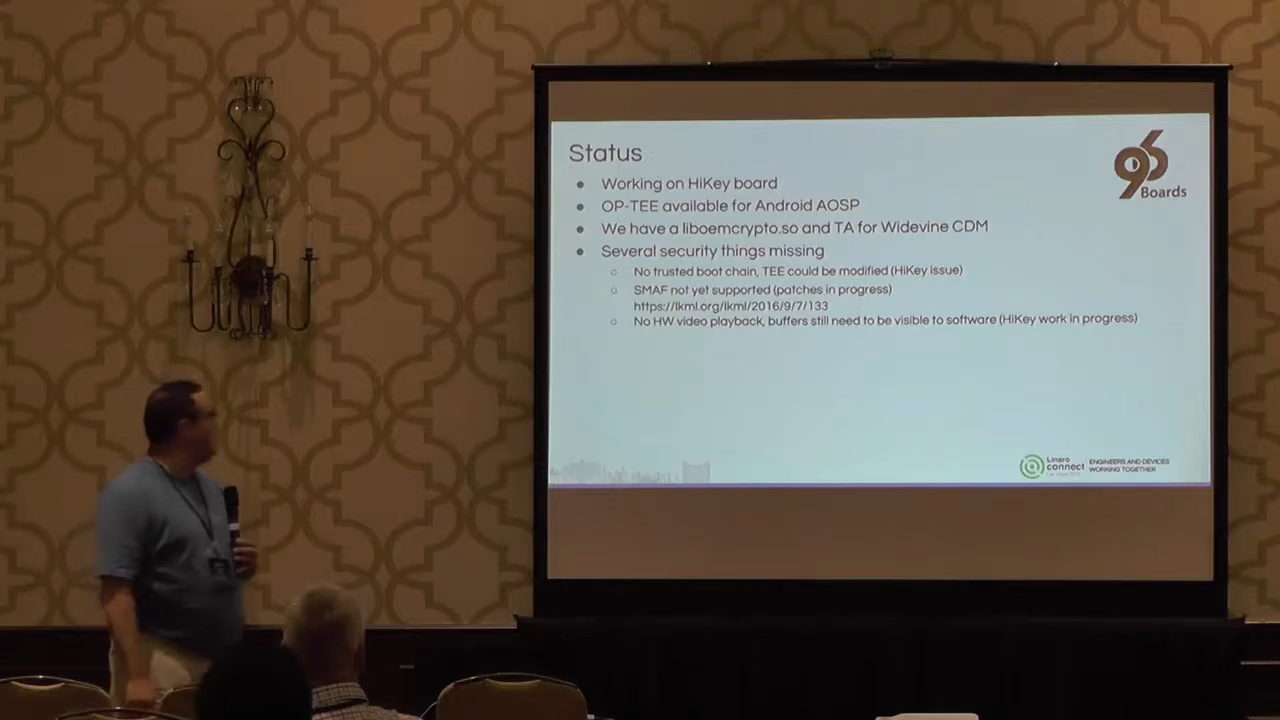 Status
96
Boards
● Working on HiKey board
● OP-TEE available for Android AOSP
● We have a liboemcrypto.so and TA for Widevine CDM
● Several security things missing
○ No trusted boot chain, TEE could be modified (HiKey issue)
○ SMAF not yet supported (patches in progress)
https://lkml.org/lkml/2016/9/7/133
○ No HW video playback, buffers still need to be visible to software (HiKey work in progress)
Linaro
connect
ENGINEERS AND DEVICES
WORKING TOGETHER